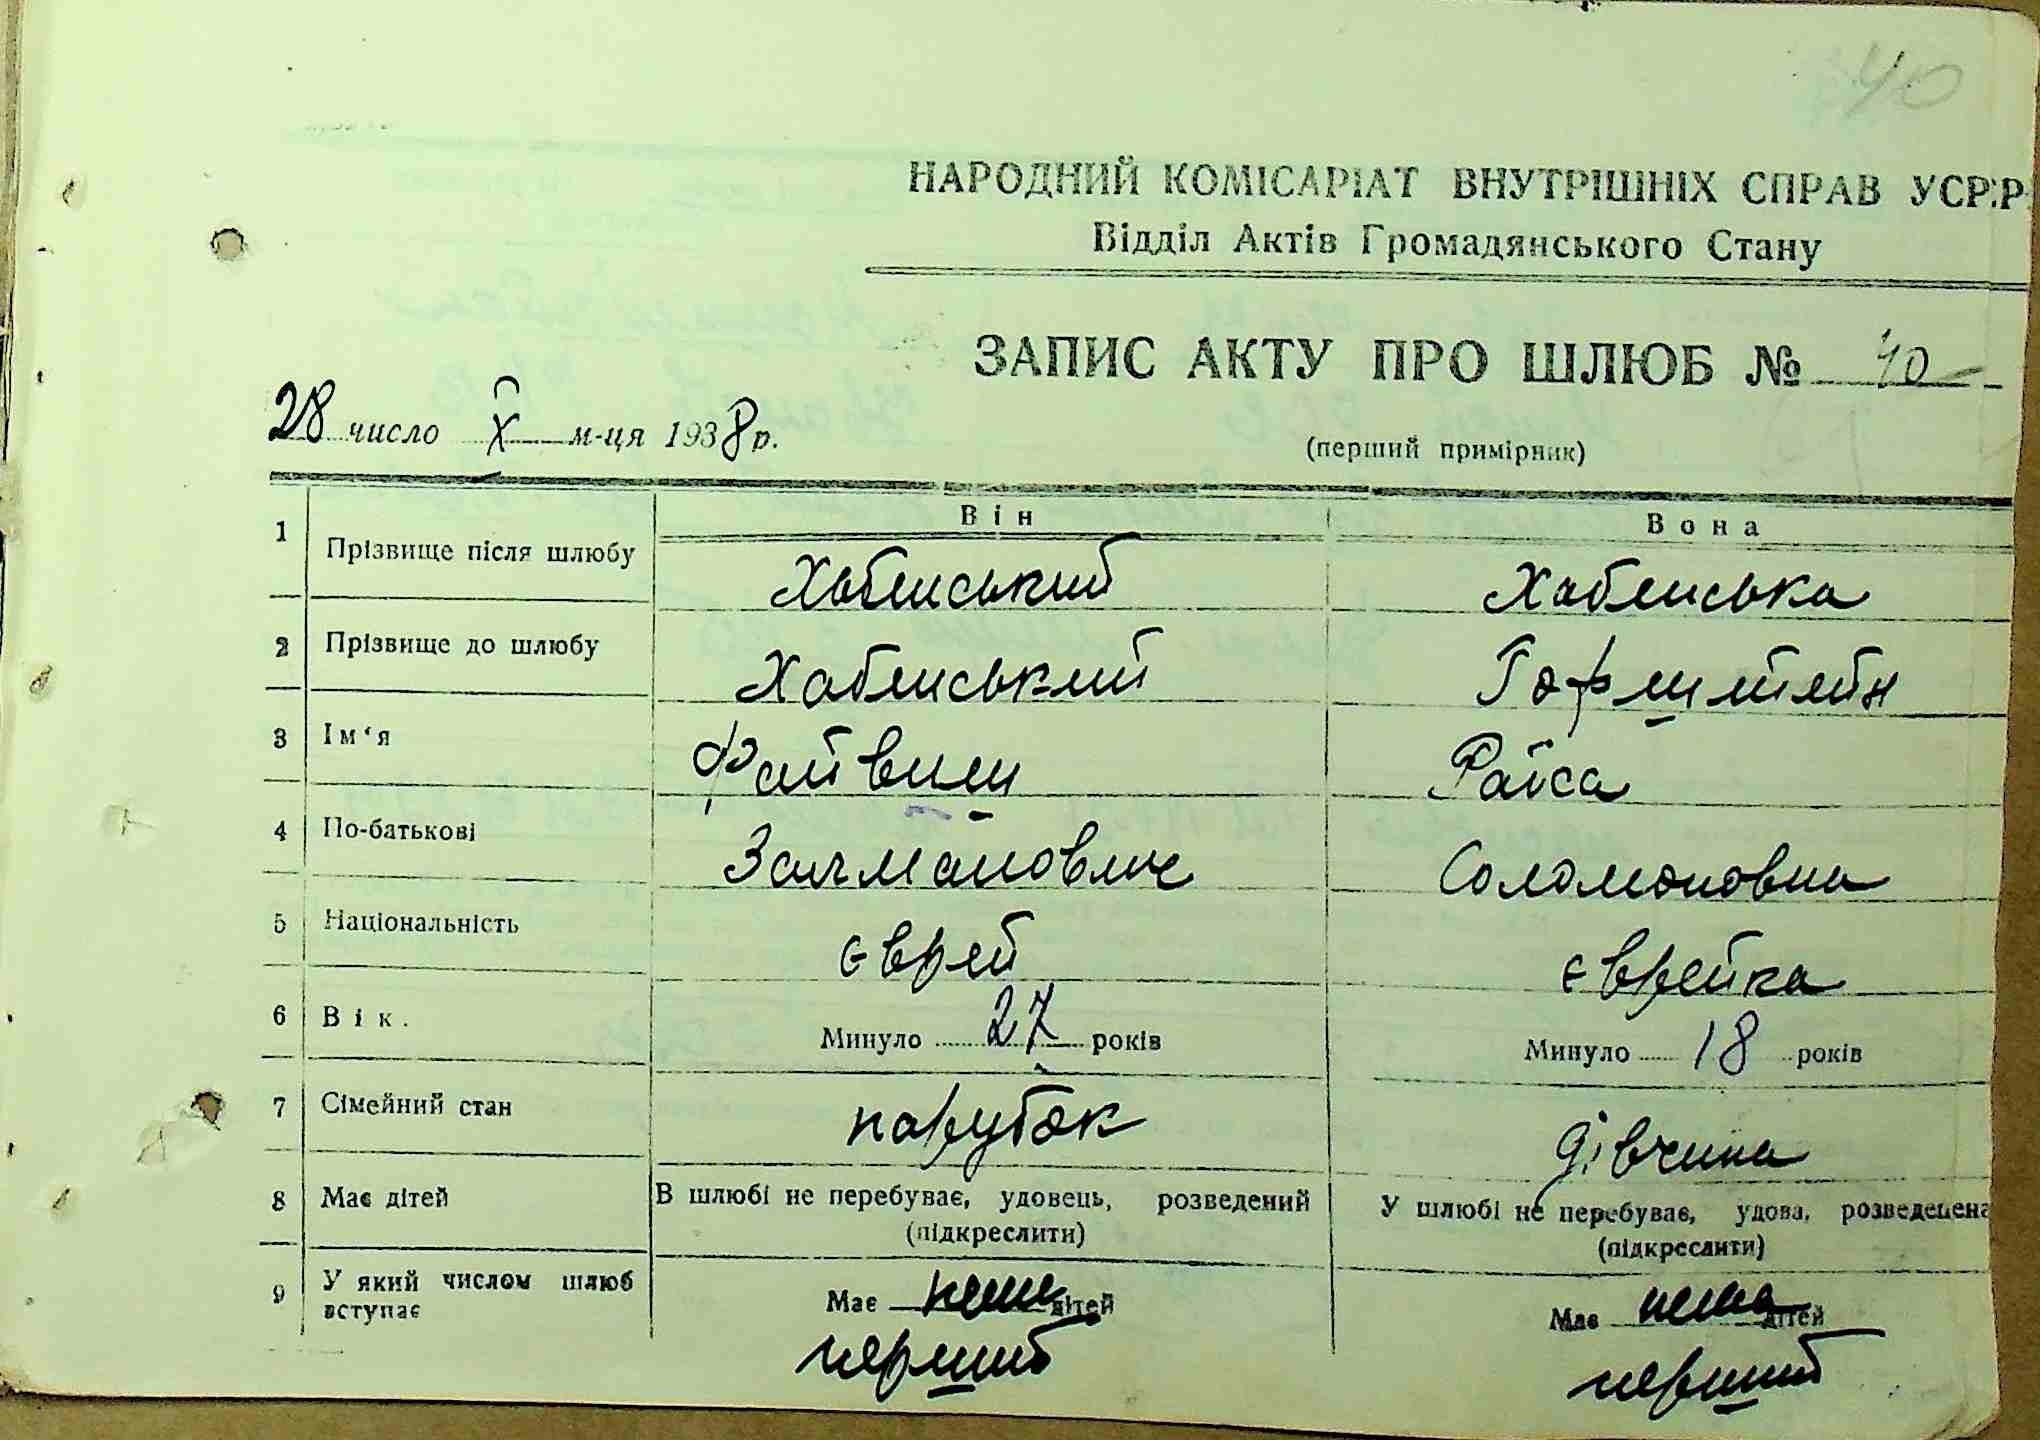 40
НАРОДНИЙ КОМІСАРІАТ ВНУТРІШНІХ СПРАВ УСРР
Відділ Актів Громадянського Стану
ЗАПИС АКТУ ПРО ШЛЮБ № 40
28 число X м-ця 1938 р.
(перший примірник)
Він Вона
1 Прізвище після шлюбу Хабенський Хабенська
2 Прізвище до шлюбу Хабенський Горштейн
3 Ім‘я Файвиш Раїса
4 По-батькові Залманович Соломоновна
5 Національність єврей єврейка
6 Вік. Минуло 27 років Минуло 18 років
7 Сімейний стан парубок дівчина
8 Має дітей В шлюбі не перебуває, удовець, розведений У шлюбі не перебуває, удова, розведена
(підкреслити) (підкреслити)
9 У який числом шлюб вступає Має нема дітей Має нема дітей
перший перший